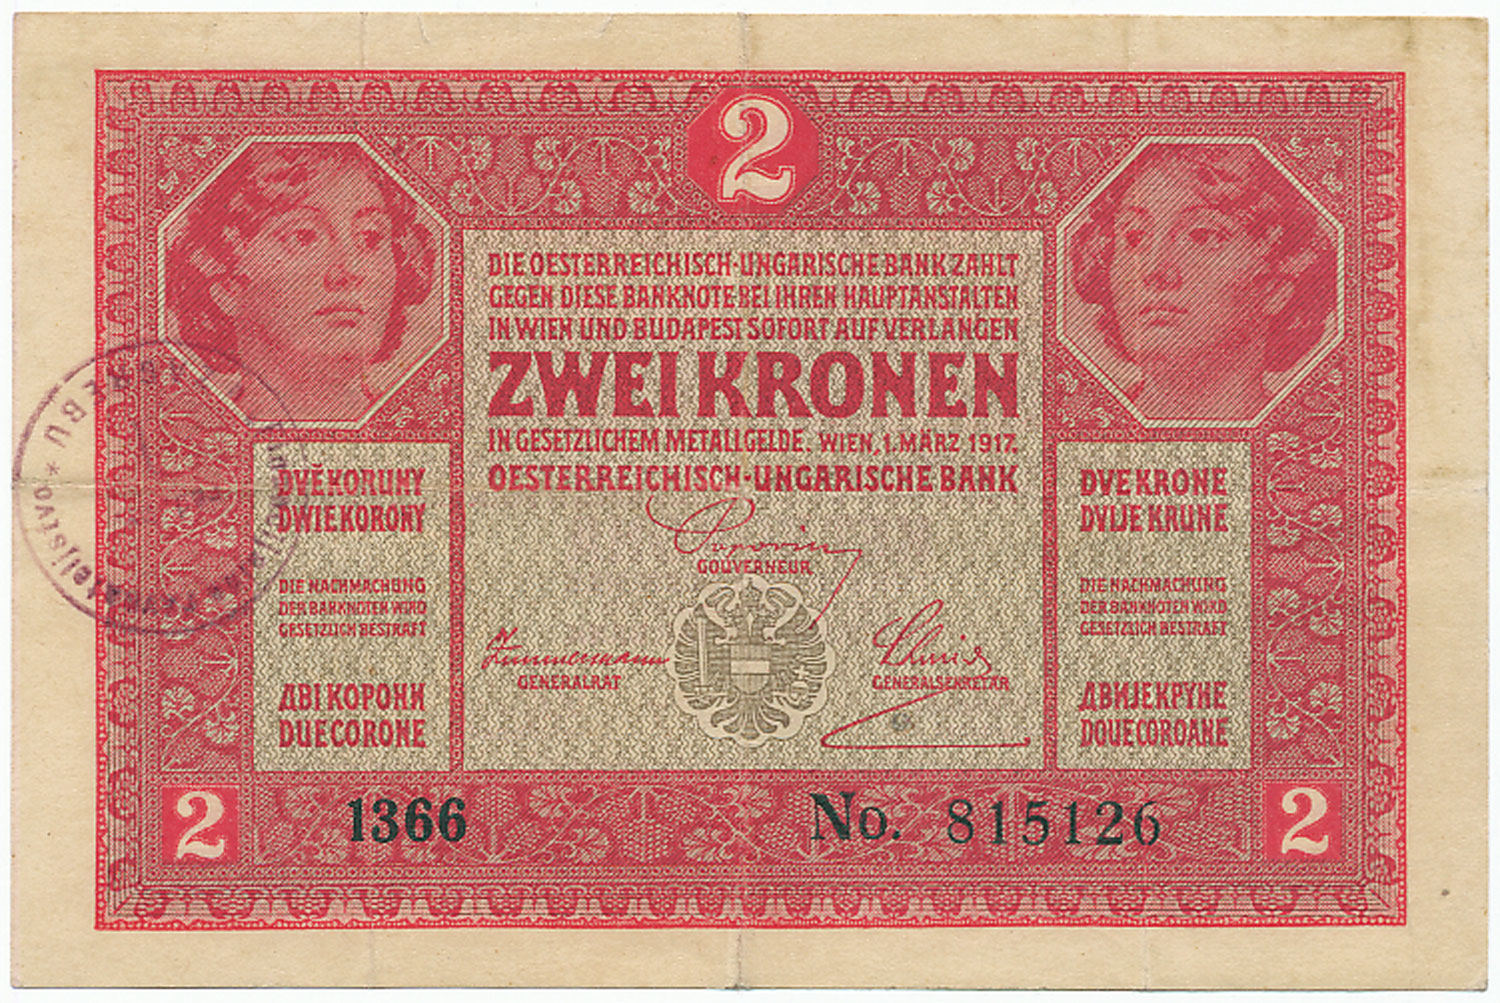 2
DIE OESTERREICHISCH-UNGARISCHE BANK ZAHLT
GEGEN DIESE BANKNOTE BEI IHREN HAUPTANSTALTEN
IN WIEN UND BUDAPEST SOFORT AUF VERLANGEN
ZWEI KRONEN
IN GESETZLICHEM METALLGELDE. WIEN, 1. MÄRZ 1917.
OESTERREICHISCH-UNGARISCHE BANK
Popovics
GOUVERNEUR
Zimmermann
GENERALRAT
Schmid
GENERALSEKRETÄR
DVĚ KORUNY
DWIE KORONY
DIE NACHMACHUNG
DER BANKNOTEN WIRD
GESETZLICH BESTRAFT
ДВІ КОРОНИ
DUE CORONE
DVE KRONE
DVIJE KRUNE
DIE NACHMACHUNG
DER BANKNOTEN WIRD
GESETZLICH BESTRAFT
ДВИЈЕ КРУНЕ
DOUE COROANE
2
1366
No. 815126
2